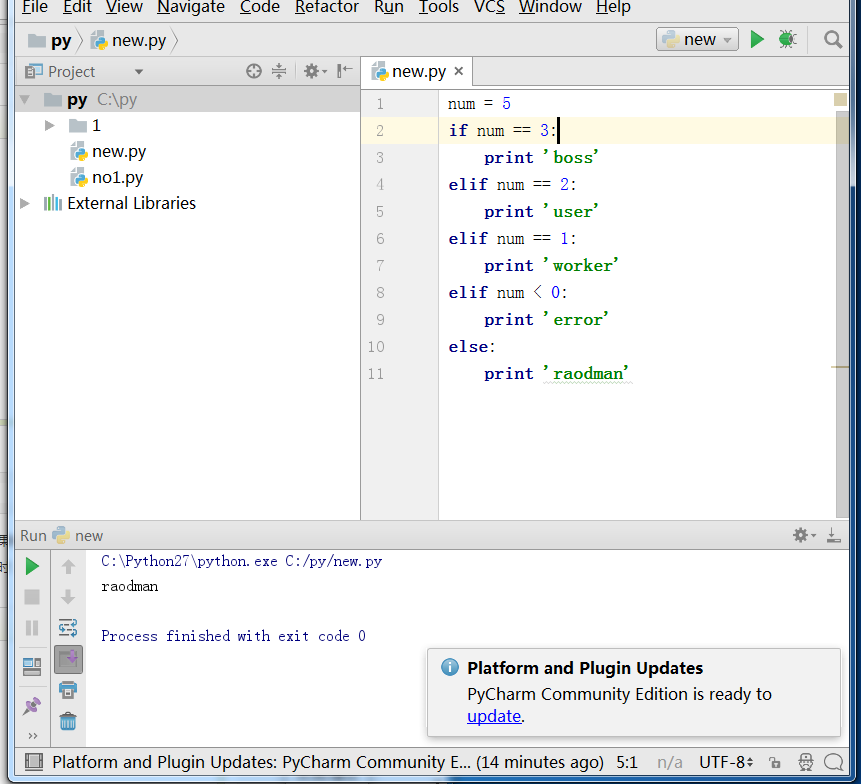 File Edit View Navigate Code Refactor Run Tools VCS Window Help
py new.py new
Project new.py
py C:\py
1
new.py
no1.py
External Libraries
1 num = 5
2 if num == 3:
3 print 'boss'
4 elif num == 2:
5 print 'user'
6 elif num == 1:
7 print 'worker'
8 elif num < 0:
9 print 'error'
10 else:
11 print 'raodman'
Run new
C:\Python27\python.exe C:/py/new.py
raodman
Process finished with exit code 0
Platform and Plugin Updates
PyCharm Community Edition is ready to
update.
Platform and Plugin Updates: PyCharm Community E... (14 minutes ago) 5:1 n/a UTF-8